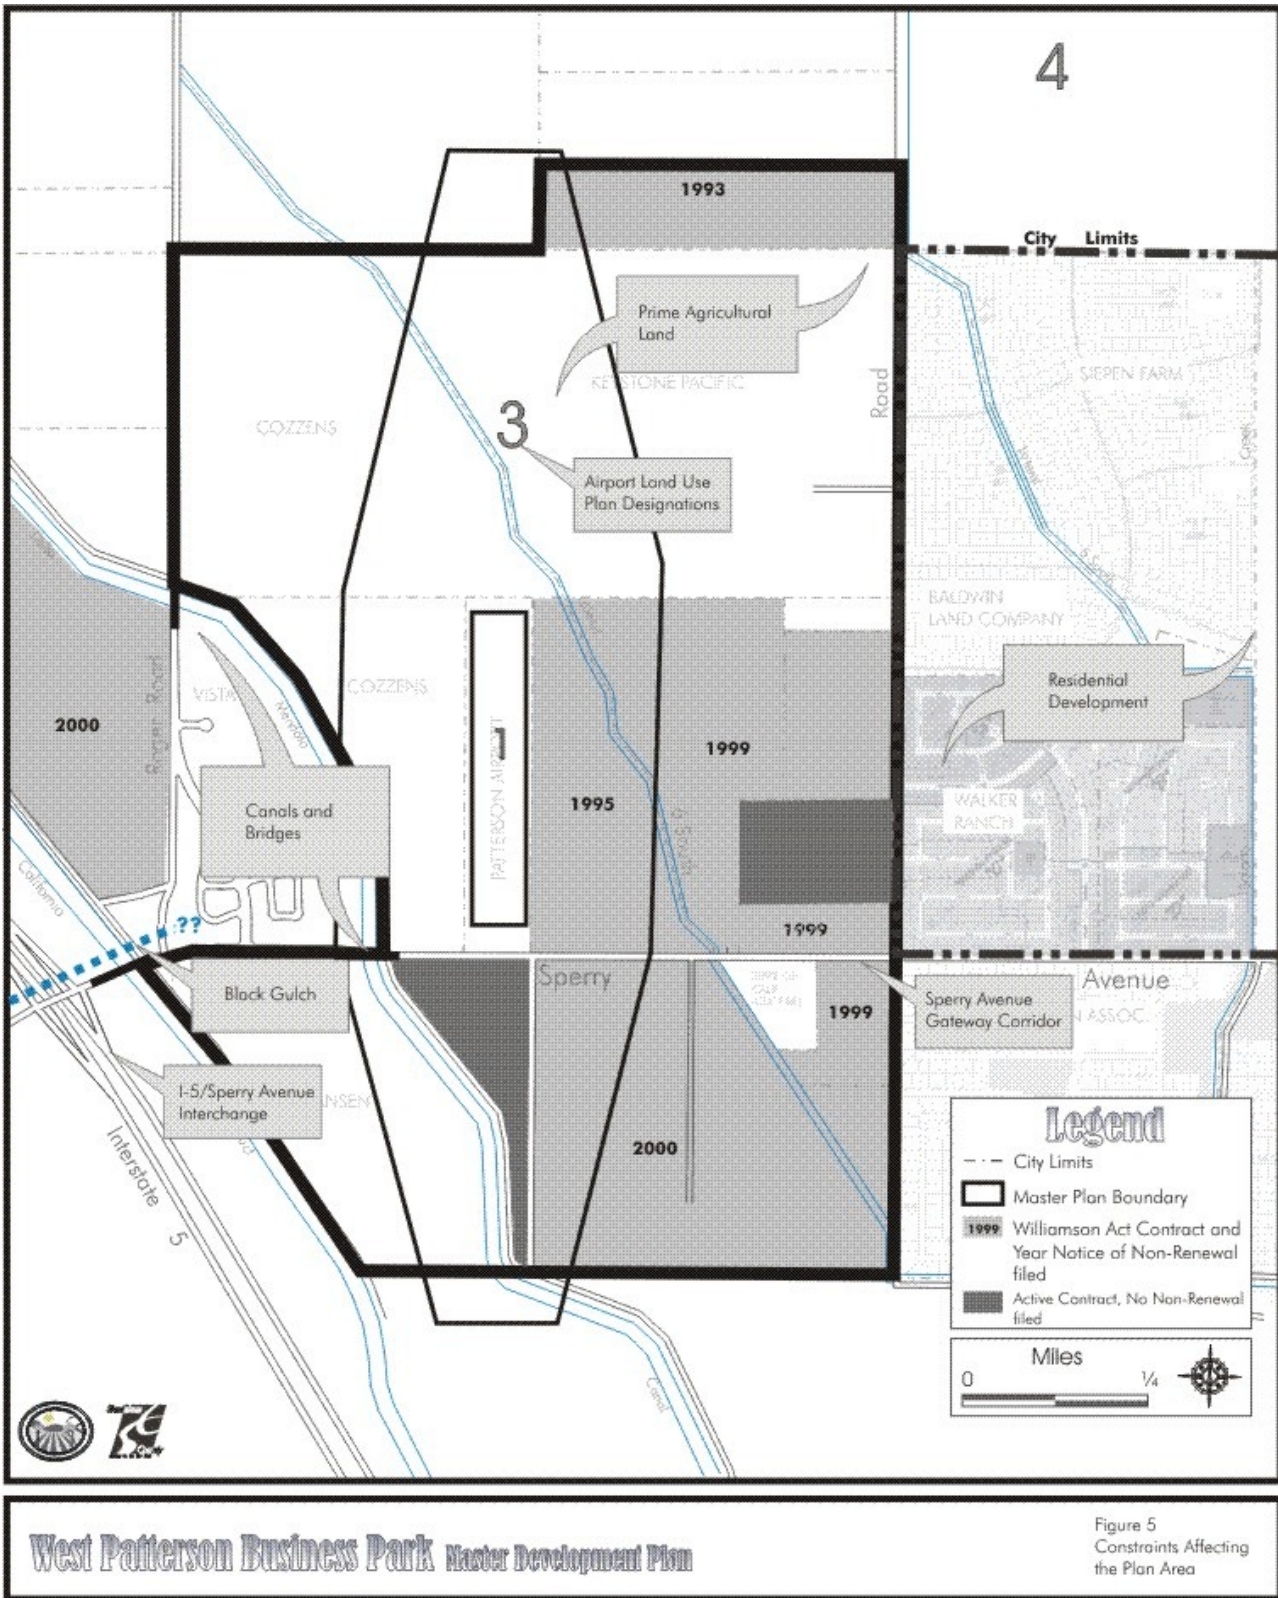 4
1993
City Limits
Prime Agricultural
Land
KEYSTONE PACIFIC
Road
SIEPEN FARM
Creek
COZZENS
3
Airport Land Use
Plan Designations
BALDWIN
LAND COMPANY
Residential
Development
Roger Road
VISTA
COZZENS
2000
PATTERSON AIRPORT
1999
1995
WALKER
RANCH
Canals and
Bridges
California
??
1999
Sperry
Avenue
Black Gulch
1999
Sperry Avenue
Gateway Corridor
N ASSOC.
I-5/Sperry Avenue
Interchange
NSEN
Interstate 5
2000
Canal
Legend
City Limits
Master Plan Boundary
1999 Williamson Act Contract and
Year Notice of Non-Renewal
filed
Active Contract, No Non-Renewal
filed
Miles
0 ¼
West Patterson Business Park Master Development Plan
Figure 5
Constraints Affecting
the Plan Area